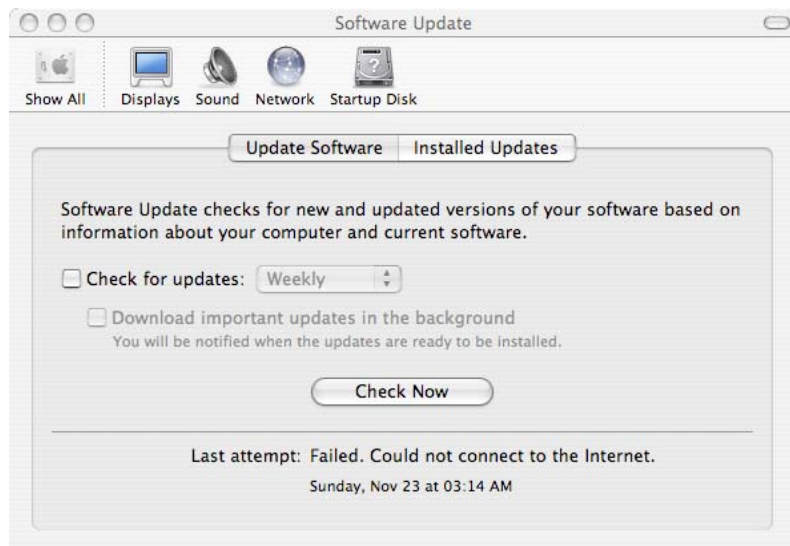 Software Update
Show All Displays Sound Network Startup Disk
Update Software Installed Updates
Software Update checks for new and updated versions of your software based on
information about your computer and current software.
Check for updates: Weekly
Download important updates in the background
You will be notified when the updates are ready to be installed.
Check Now
Last attempt: Failed. Could not connect to the Internet.
Sunday, Nov 23 at 03:14 AM